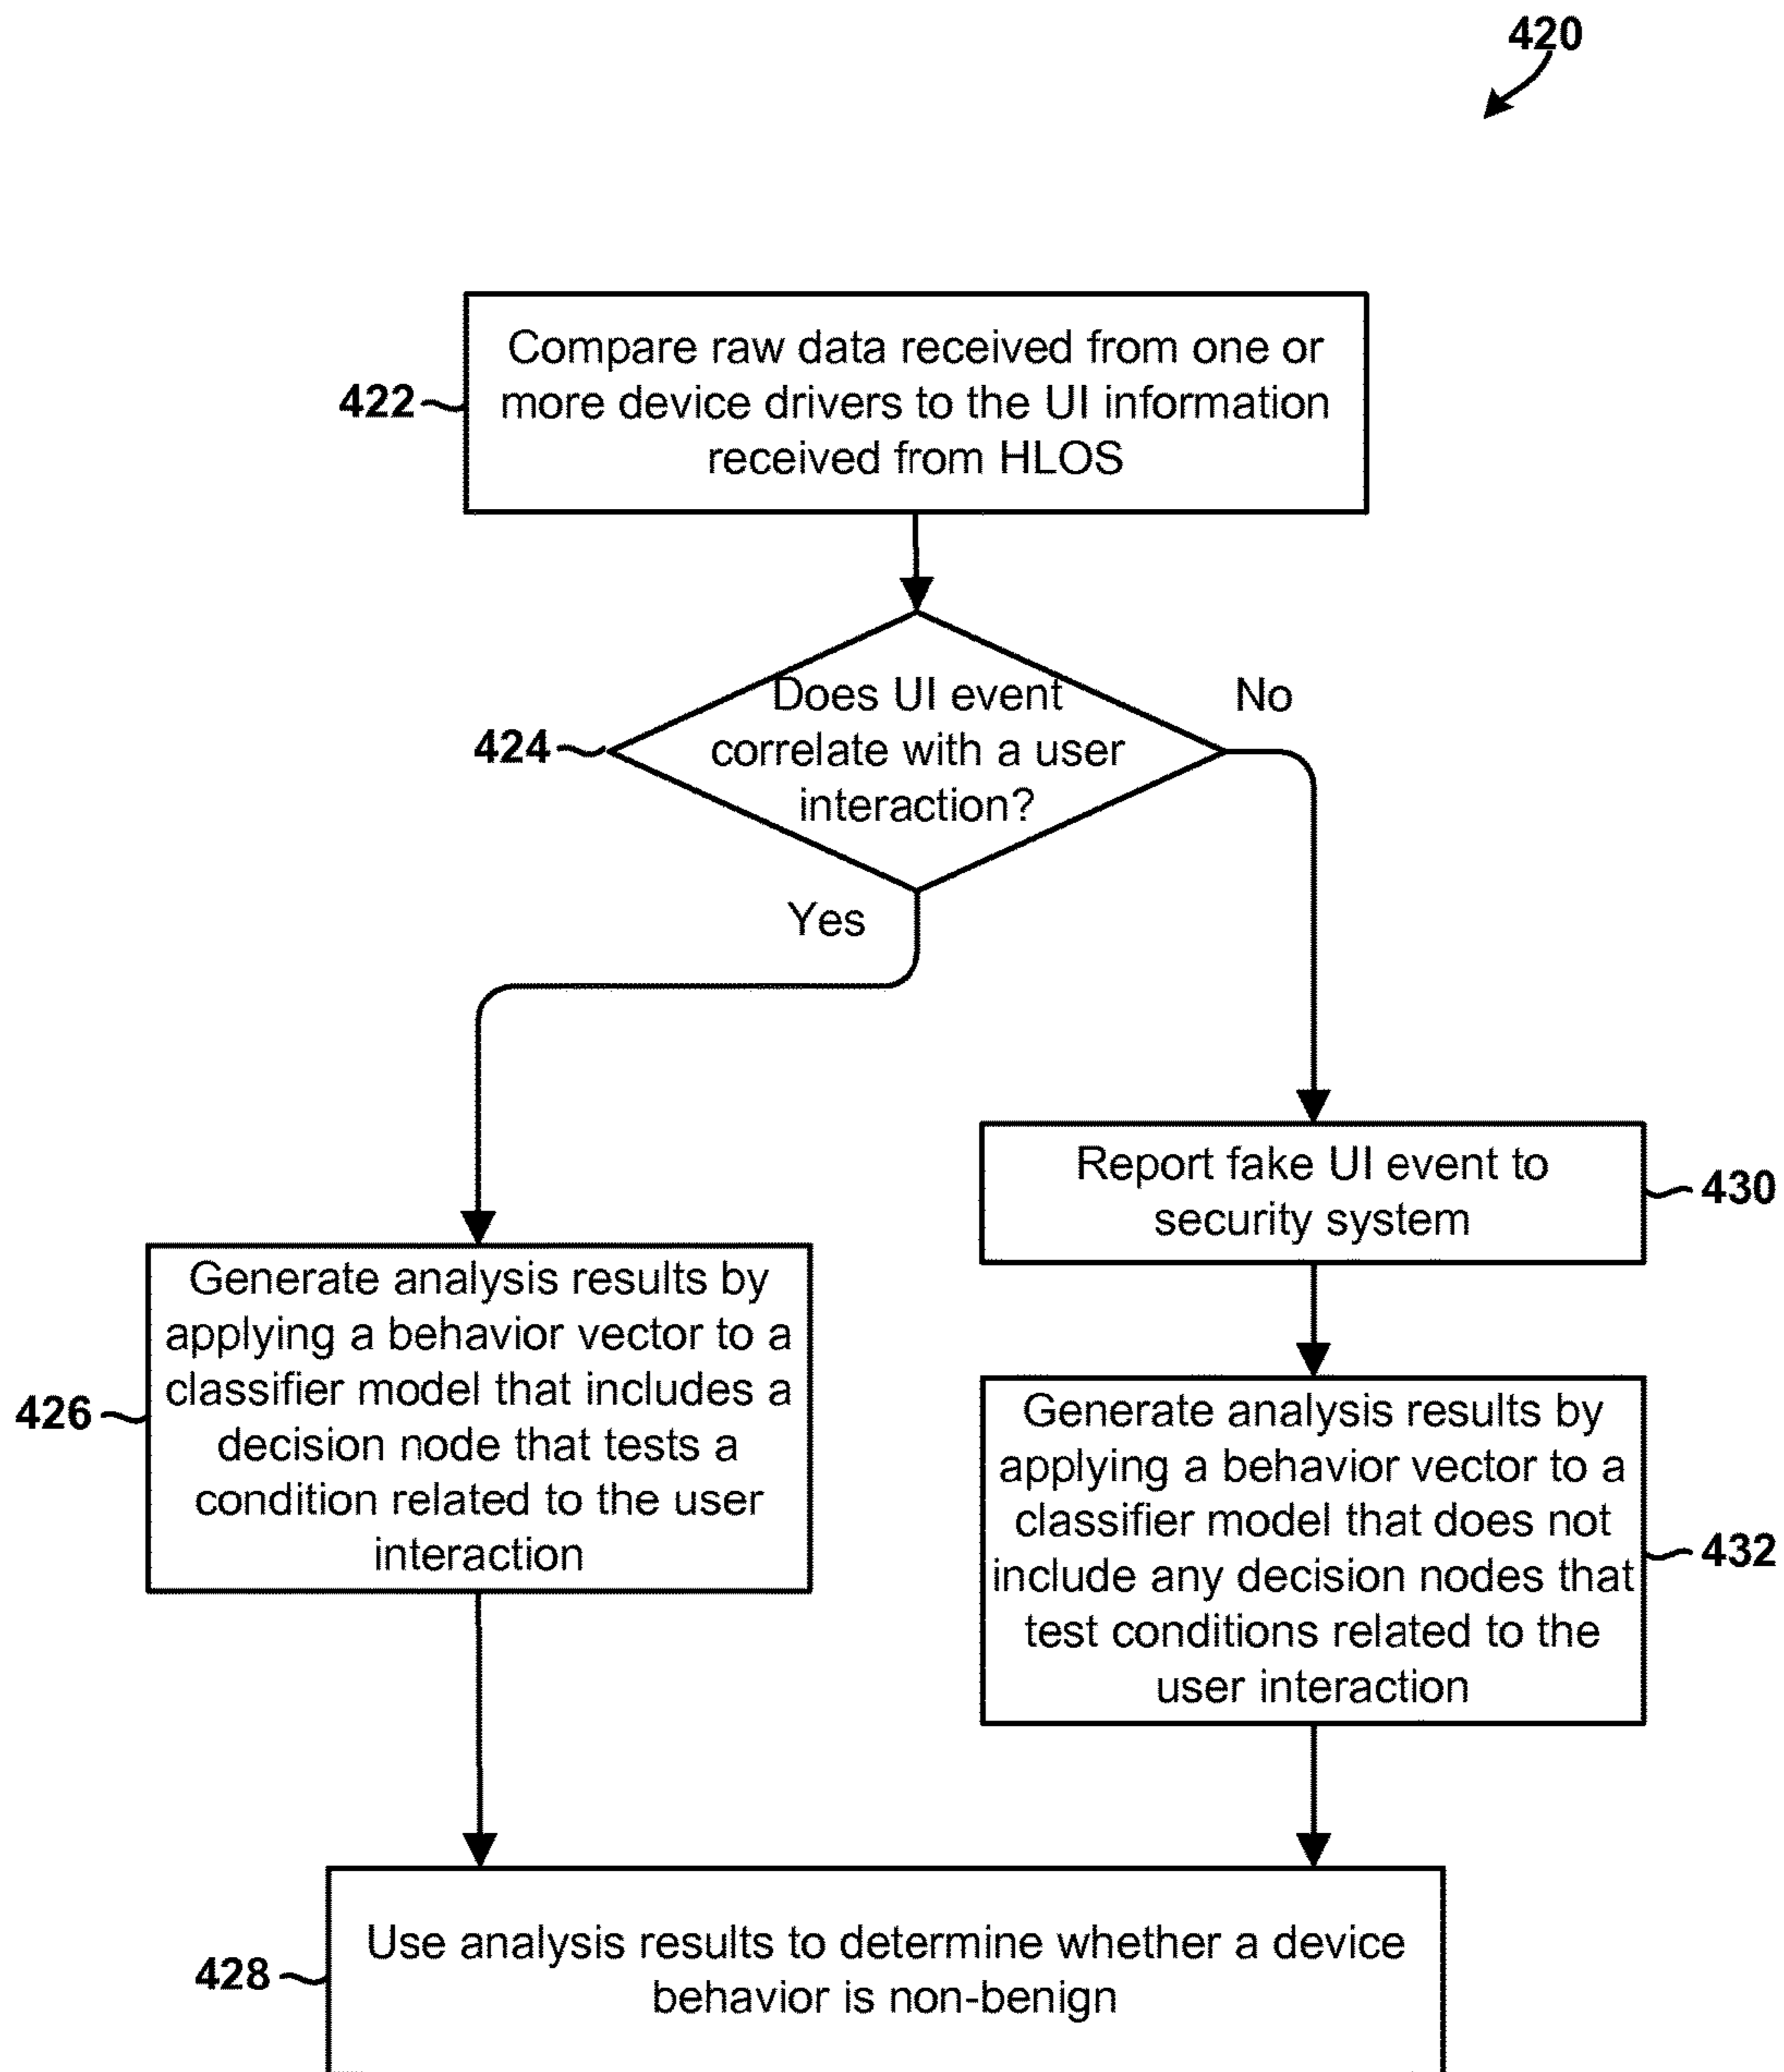 420
Compare raw data received from one or
more device drivers to the UI information
received from HLOS
422
Does UI event
correlate with a user
interaction?
424
No
Yes
Report fake UI event to
security system
430
Generate analysis results by
applying a behavior vector to a
classifier model that includes a
decision node that tests a
condition related to the user
interaction
426
Generate analysis results by
applying a behavior vector to a
classifier model that does not
include any decision nodes that
test conditions related to the
user interaction
432
Use analysis results to determine whether a device
behavior is non-benign
428